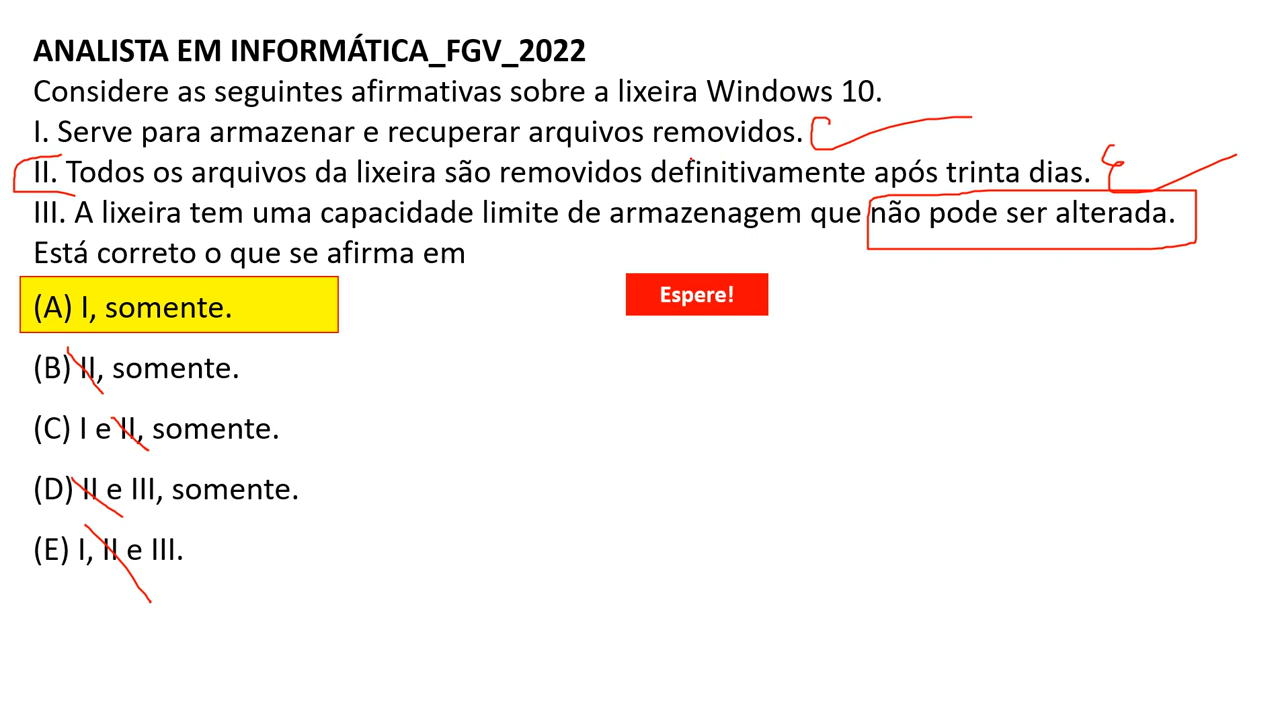 ANALISTA EM INFORMÁTICA_FGV_2022
Considere as seguintes afirmativas sobre a lixeira Windows 10.
I. Serve para armazenar e recuperar arquivos removidos. C
II. Todos os arquivos da lixeira são removidos definitivamente após trinta dias. E
III. A lixeira tem uma capacidade limite de armazenagem que não pode ser alterada.
Está correto o que se afirma em
(A) I, somente.
Espere!
(B) II, somente.
(C) I e II, somente.
(D) II e III, somente.
(E) I, II e III.